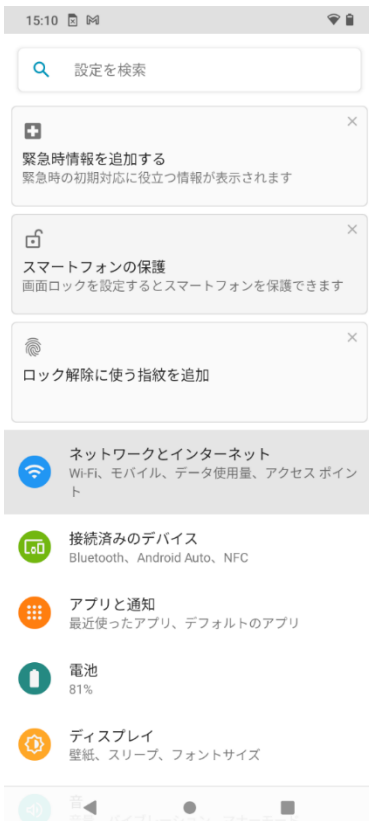 15:10
設定を検索
緊急時情報を追加する
緊急時の初期対応に役立つ情報が表示されます
スマートフォンの保護
画面ロックを設定するとスマートフォンを保護できます
ロック解除に使う指紋を追加
ネットワークとインターネット
Wi-Fi、モバイル、データ使用量、アクセス ポイン
ト
接続済みのデバイス
Bluetooth、Android Auto、NFC
アプリと通知
最近使ったアプリ、デフォルトのアプリ
電池
81%
ディスプレイ
壁紙、スリープ、フォントサイズ
音